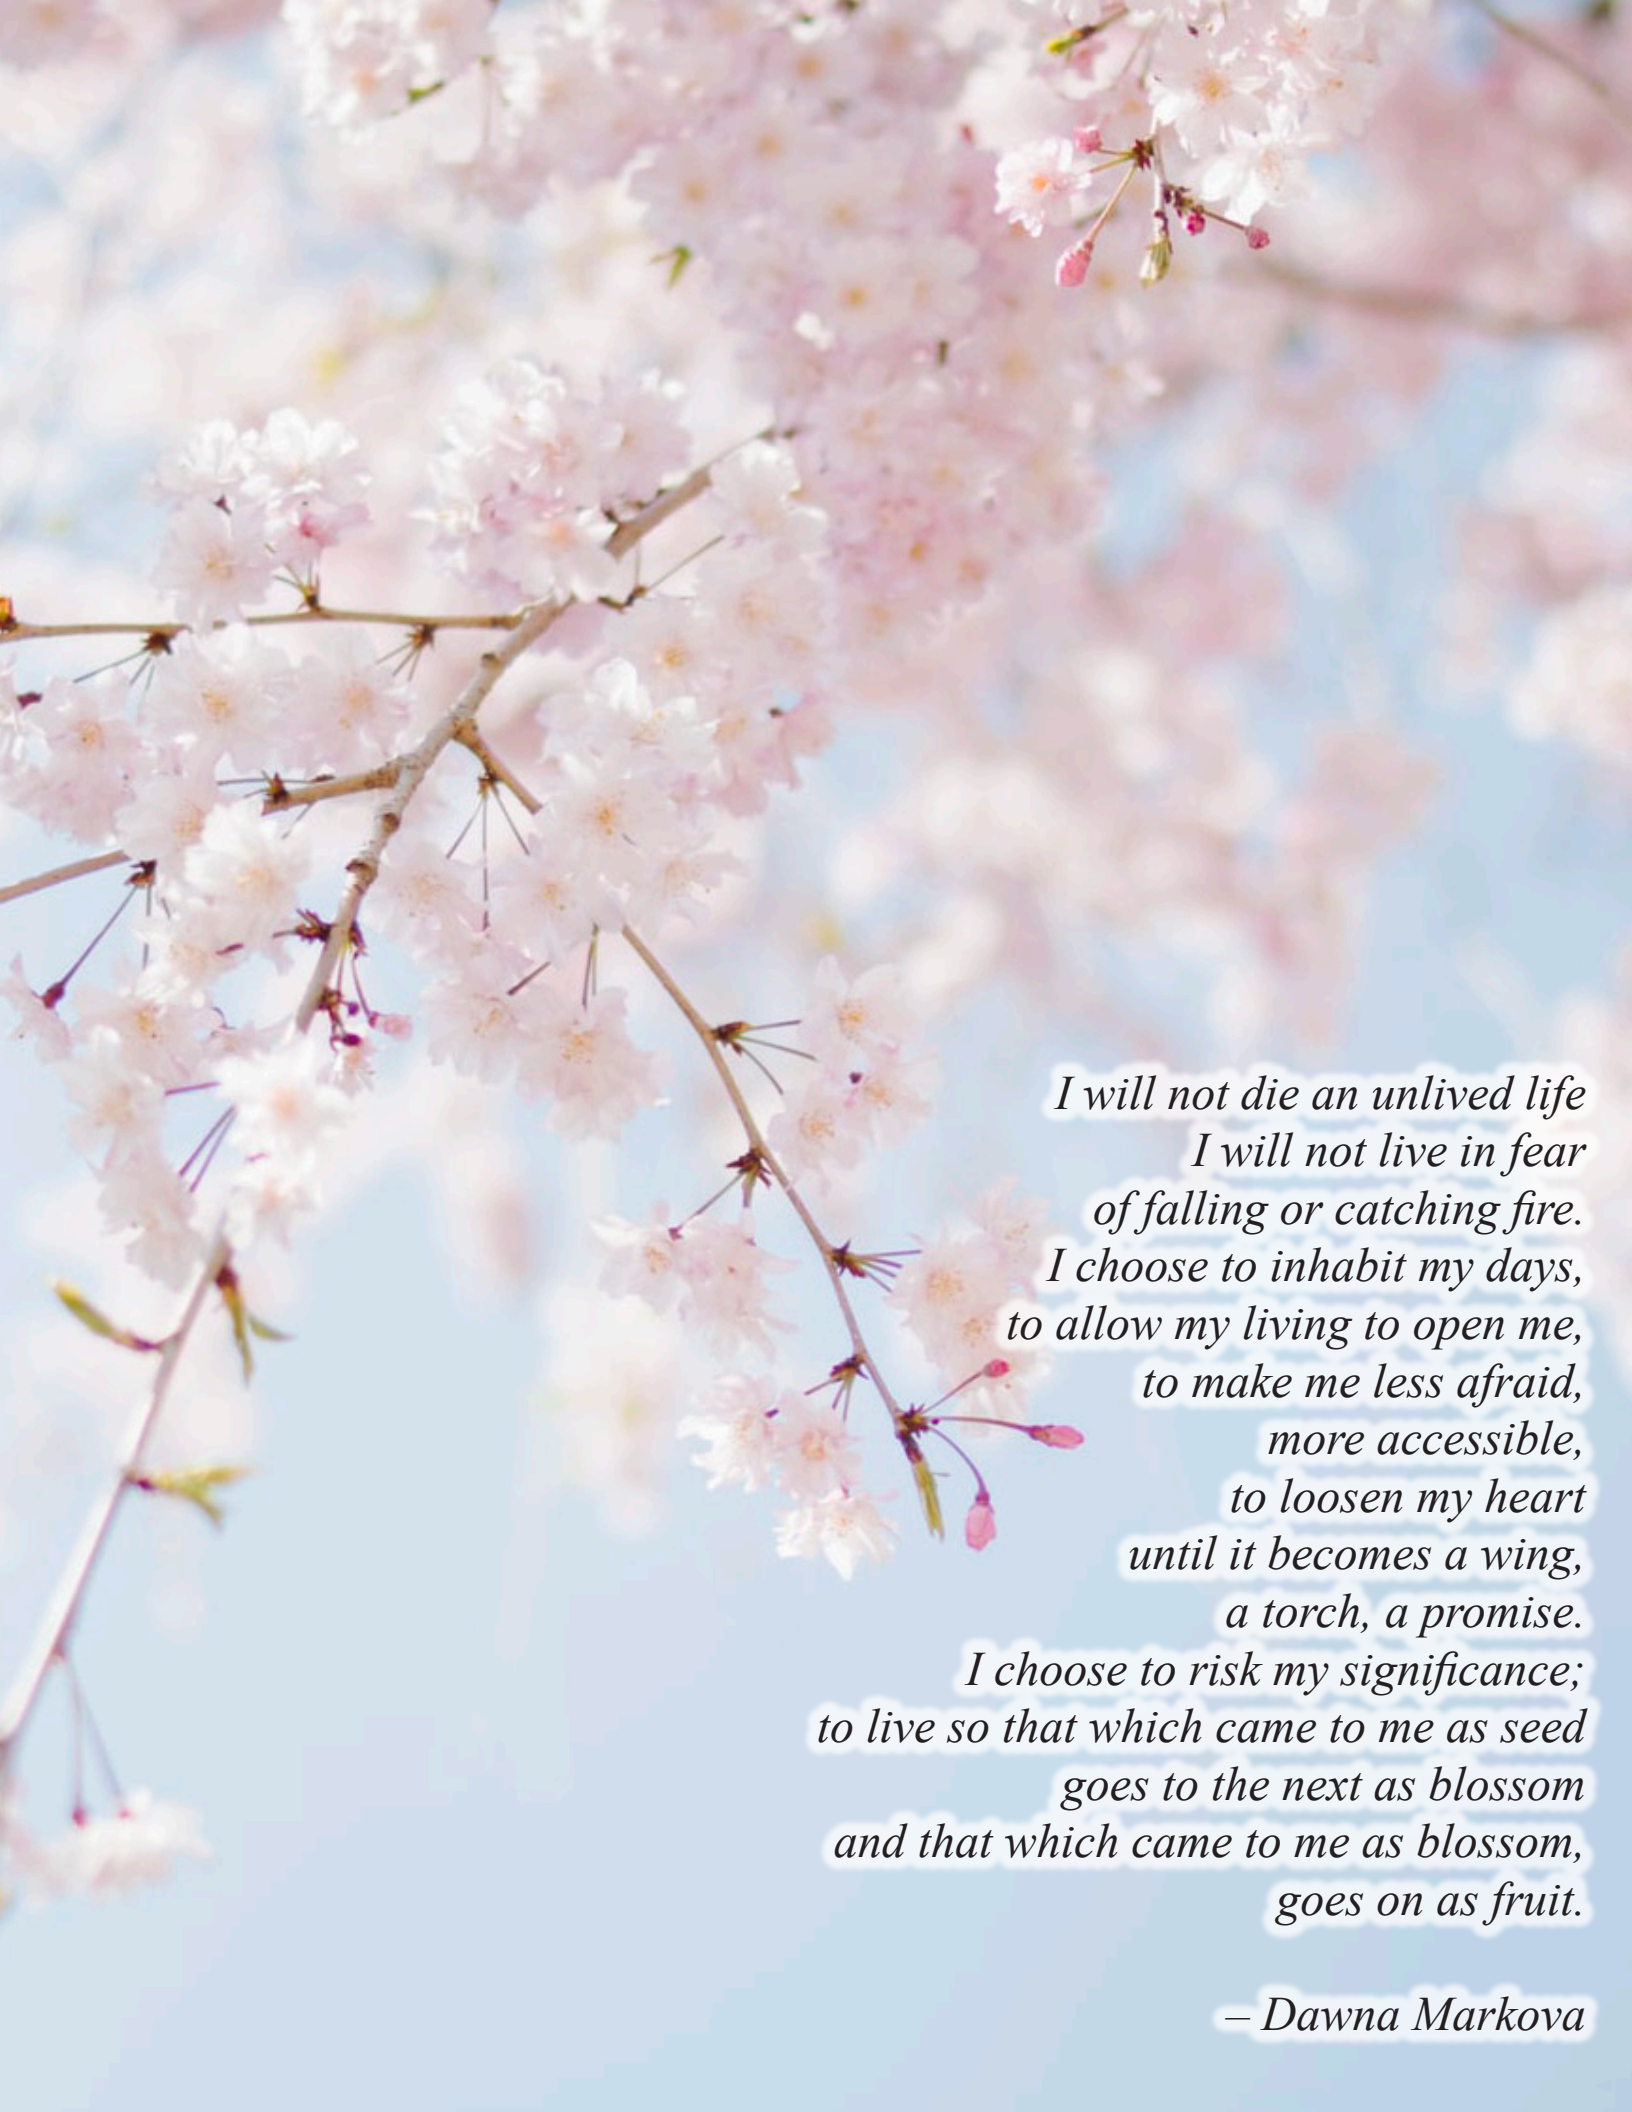 I will not die an unlived life
I will not live in fear
of falling or catching fire.
I choose to inhabit my days,
to allow my living to open me,
to make me less afraid,
more accessible,
to loosen my heart
until it becomes a wing,
a torch, a promise.
I choose to risk my significance;
to live so that which came to me as seed
goes to the next as blossom
and that which came to me as blossom,
goes on as fruit.
– Dawna Markova